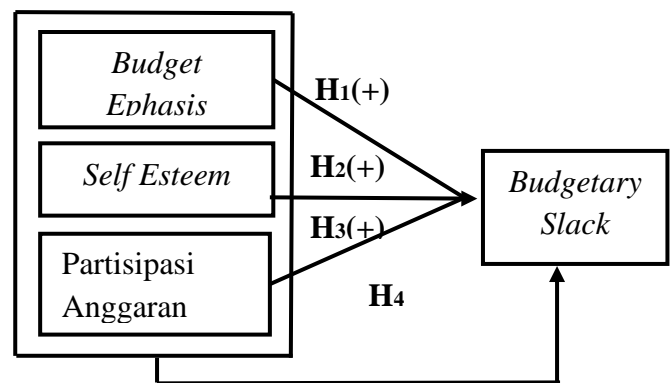 Budget
Ephasis
H1(+)
Self Esteem
H2(+)
Budgetary
Slack
H3(+)
Partisipasi
Anggaran
H4